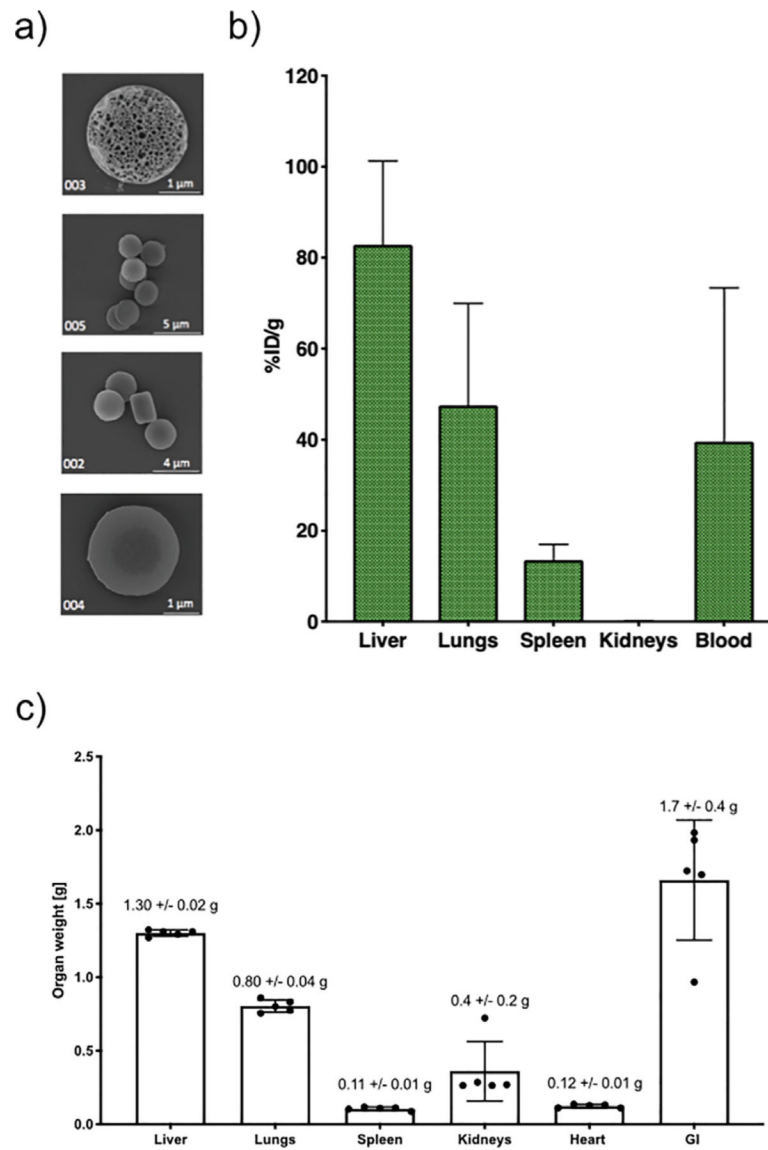 a)
003
1 μm
005
5 μm
002
4 μm
004
1 μm
b)
%ID/g
120
100
80
60
40
20
0
Liver Lungs Spleen Kidneys Blood
c)
Organ weight [g]
2.5
2.0
1.5
1.0
0.5
0.0
1.30 +/- 0.02 g
0.80 +/- 0.04 g
0.11 +/- 0.01 g
0.4 +/- 0.2 g
0.12 +/- 0.01 g
1.7 +/- 0.4 g
Liver Lungs Spleen Kidneys Heart GI